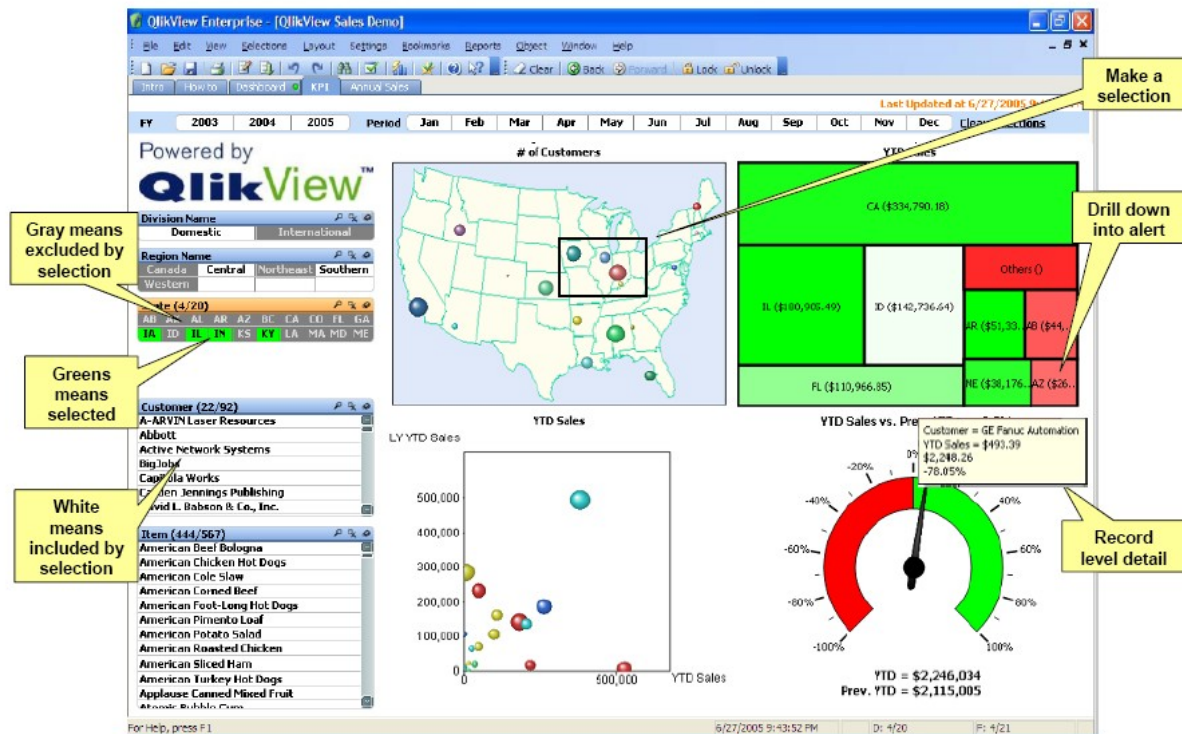 QlikView Enterprise - [QlikView Sales Demo]
File Edit View Selections Layout Settings Bookmarks Reports Object Window Help
Clear Back Forward Lock Unlock
Intro How to Dashboard KPI Annual Sales
Last Updated at 6/27/2005 9:4
FY 2003 2004 2005 Period Jan Feb Mar Apr May Jun Jul Aug Sep Oct Nov Dec Clear
Make a
selection
Powered by
QlikView™
# of Customers
YTD Sales
Gray means
excluded by
selection
Division Name
Domestic International
Region Name
Canada Central Northeast Southern
Western
State (4/20)
AB AK AL AR AZ BC CA CO FL GA
IA ID IL IN KS KY LA MA MD ME
Greens
means
selected
CA ($334,790.18)
Drill down
into alert
Others ()
IL ($180,905.49)
ID ($142,736.64)
AR ($51,33...
AB ($44,...
FL ($110,966.85)
NE ($38,176...
AZ ($26...
Customer (22/92)
A-ARVIN Laser Resources
Abbott
Active Network Systems
BigJobs
Capitola Works
Camden Jennings Publishing
David L. Babson & Co., Inc.
White
means
included by
selection
Item (444/567)
American Beef Bologna
American Chicken Hot Dogs
American Cole Slaw
American Corned Beef
American Foot-Long Hot Dogs
American Pimento Loaf
American Potato Salad
American Roasted Chicken
American Sliced Ham
American Turkey Hot Dogs
Applause Canned Mixed Fruit
Atomic Bubble Gum
YTD Sales
LY YTD Sales
500,000
400,000
300,000
200,000
100,000
0
0 500,000 YTD Sales
YTD Sales vs. Pre
Customer = GE Fanuc Automation
YTD Sales = $493.39
$2,248.26
-78.05%
0%
-20%
-40% 40%
-60% 60%
-80% 80%
-100% 100%
YTD = $2,246,034
Prev. YTD = $2,115,005
Record
level detail
For Help, press F1 6/27/2005 9:43:52 PM D: 4/20 F: 4/21